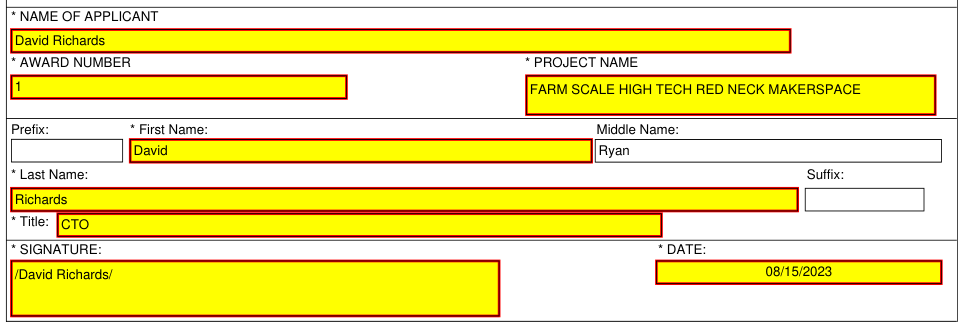 * NAME OF APPLICANT
David Richards
* AWARD NUMBER * PROJECT NAME
1 FARM SCALE HIGH TECH RED NECK MAKERSPACE
Prefix: * First Name: Middle Name:
David Ryan
* Last Name: Suffix:
Richards
* Title: CTO
* SIGNATURE: * DATE:
/David Richards/ 08/15/2023